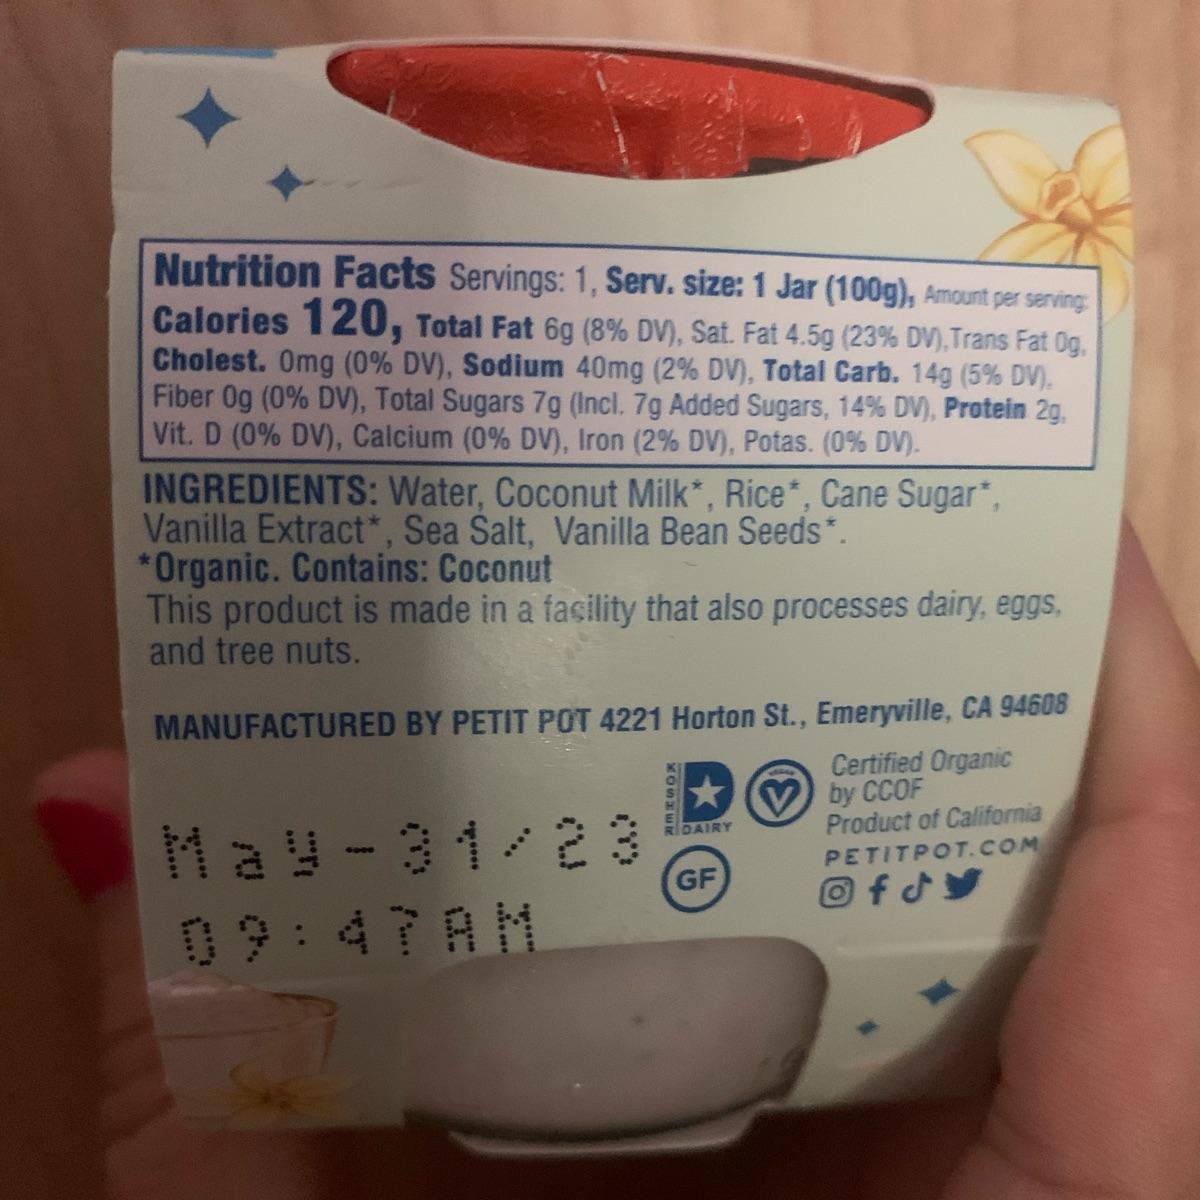 Nutrition Facts Servings: 1, Serv. size: 1 Jar (100g), Amount per serving:
Calories 120, Total Fat 6g (8% DV), Sat. Fat 4.5g (23% DV), Trans Fat 0g,
Cholest. 0mg (0% DV), Sodium 40mg (2% DV), Total Carb. 14g (5% DV),
Fiber 0g (0% DV), Total Sugars 7g (Incl. 7g Added Sugars, 14% DV), Protein 2g,
Vit. D (0% DV), Calcium (0% DV), Iron (2% DV), Potas. (0% DV).
INGREDIENTS: Water, Coconut Milk*, Rice*, Cane Sugar*,
Vanilla Extract*, Sea Salt, Vanilla Bean Seeds*.
*Organic. Contains: Coconut
This product is made in a facility that also processes dairy, eggs,
and tree nuts.
MANUFACTURED BY PETIT POT 4221 Horton St., Emeryville, CA 94608
May-31/23
KOSHER D
DAIRY
VEGAN V
Certified Organic
by CCOF
Product of California
PETITPOT.COM
GF
:47AM